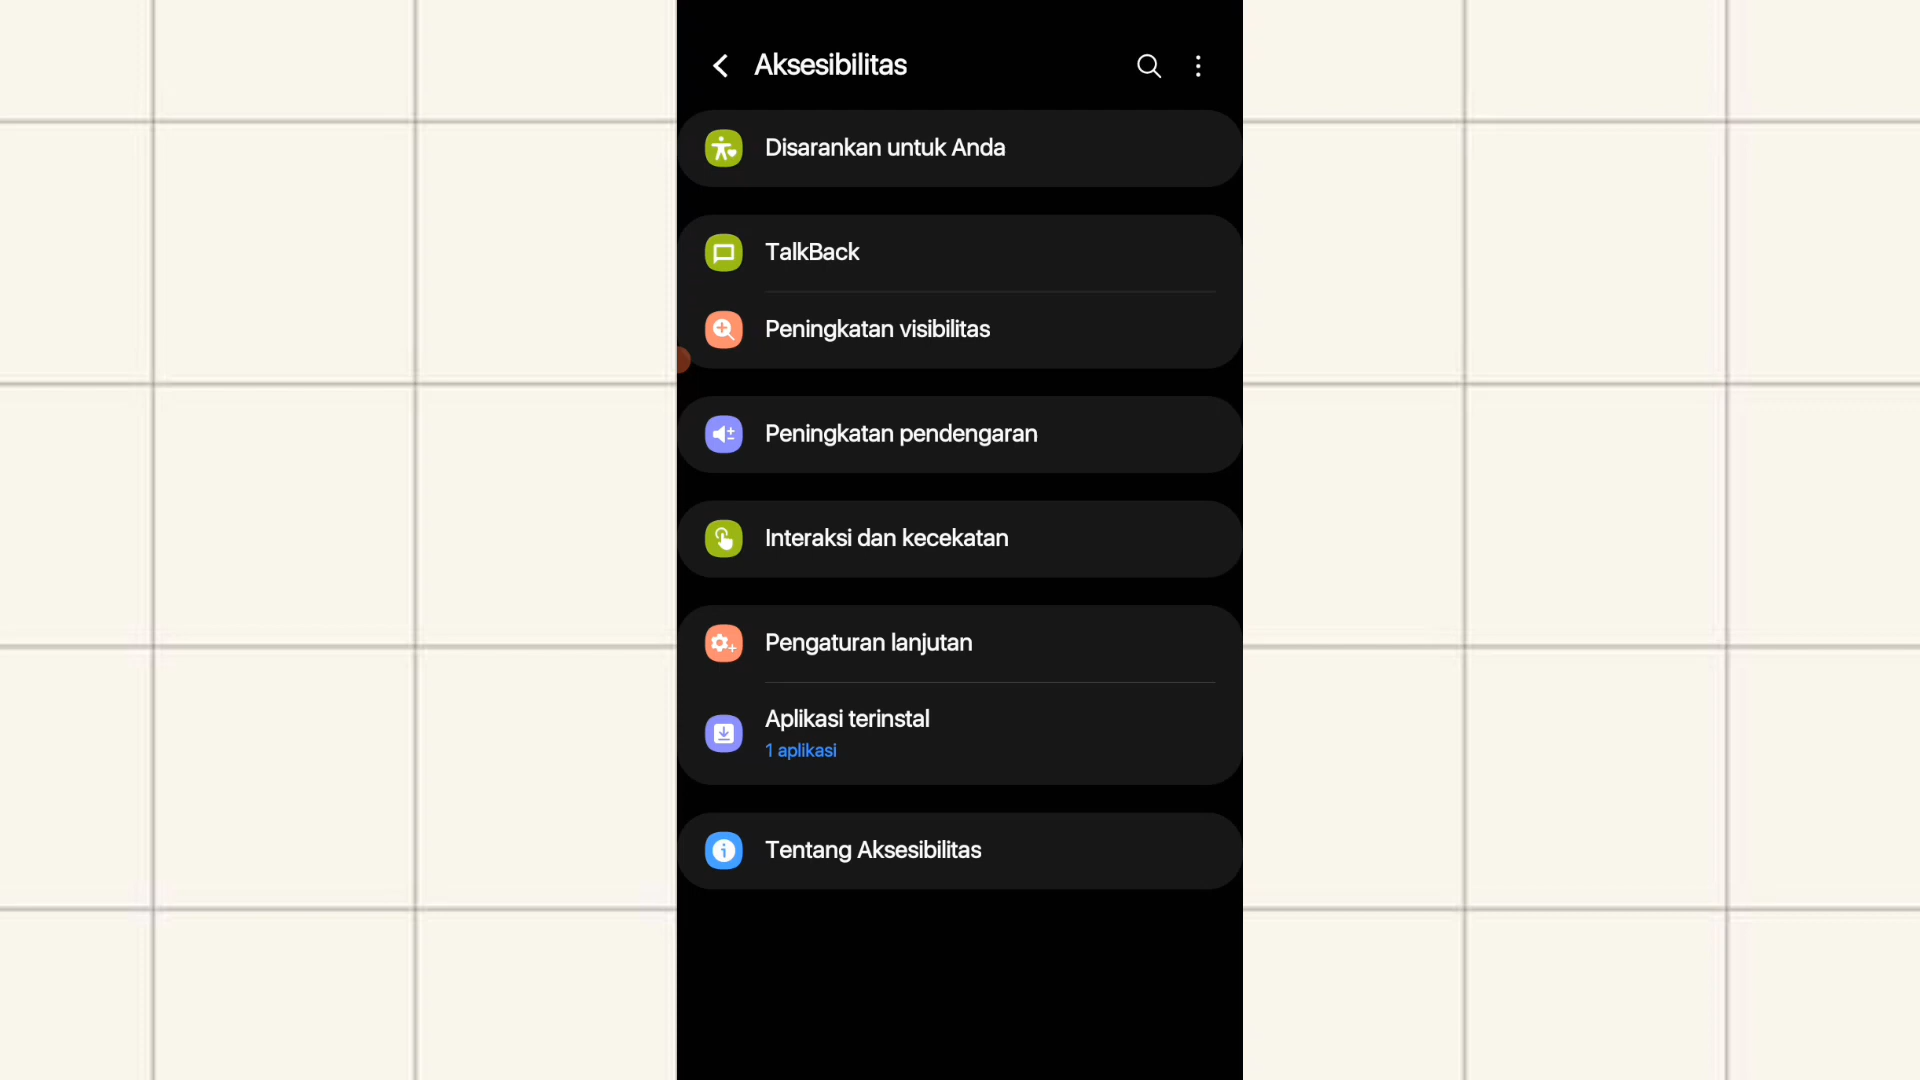 Aksesibilitas
Disarankan untuk Anda
TalkBack
Peningkatan visibilitas
Peningkatan pendengaran
Interaksi dan kecekatan
Pengaturan lanjutan
Aplikasi terinstal
1 aplikasi
Tentang Aksesibilitas